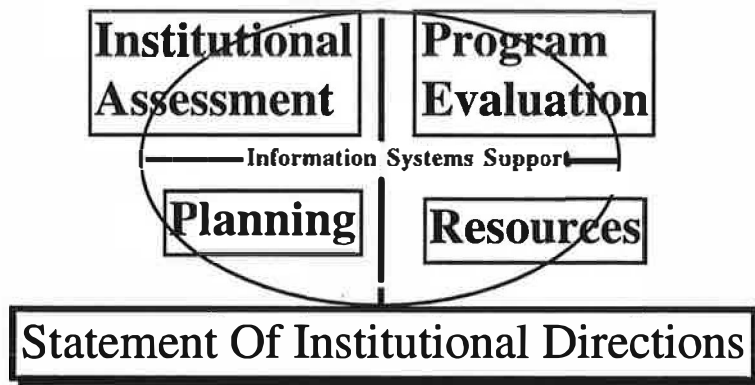 Institutional
Assessment
Program
Evaluation
Information Systems Support
Planning
Resources
Statement Of Institutional Directions